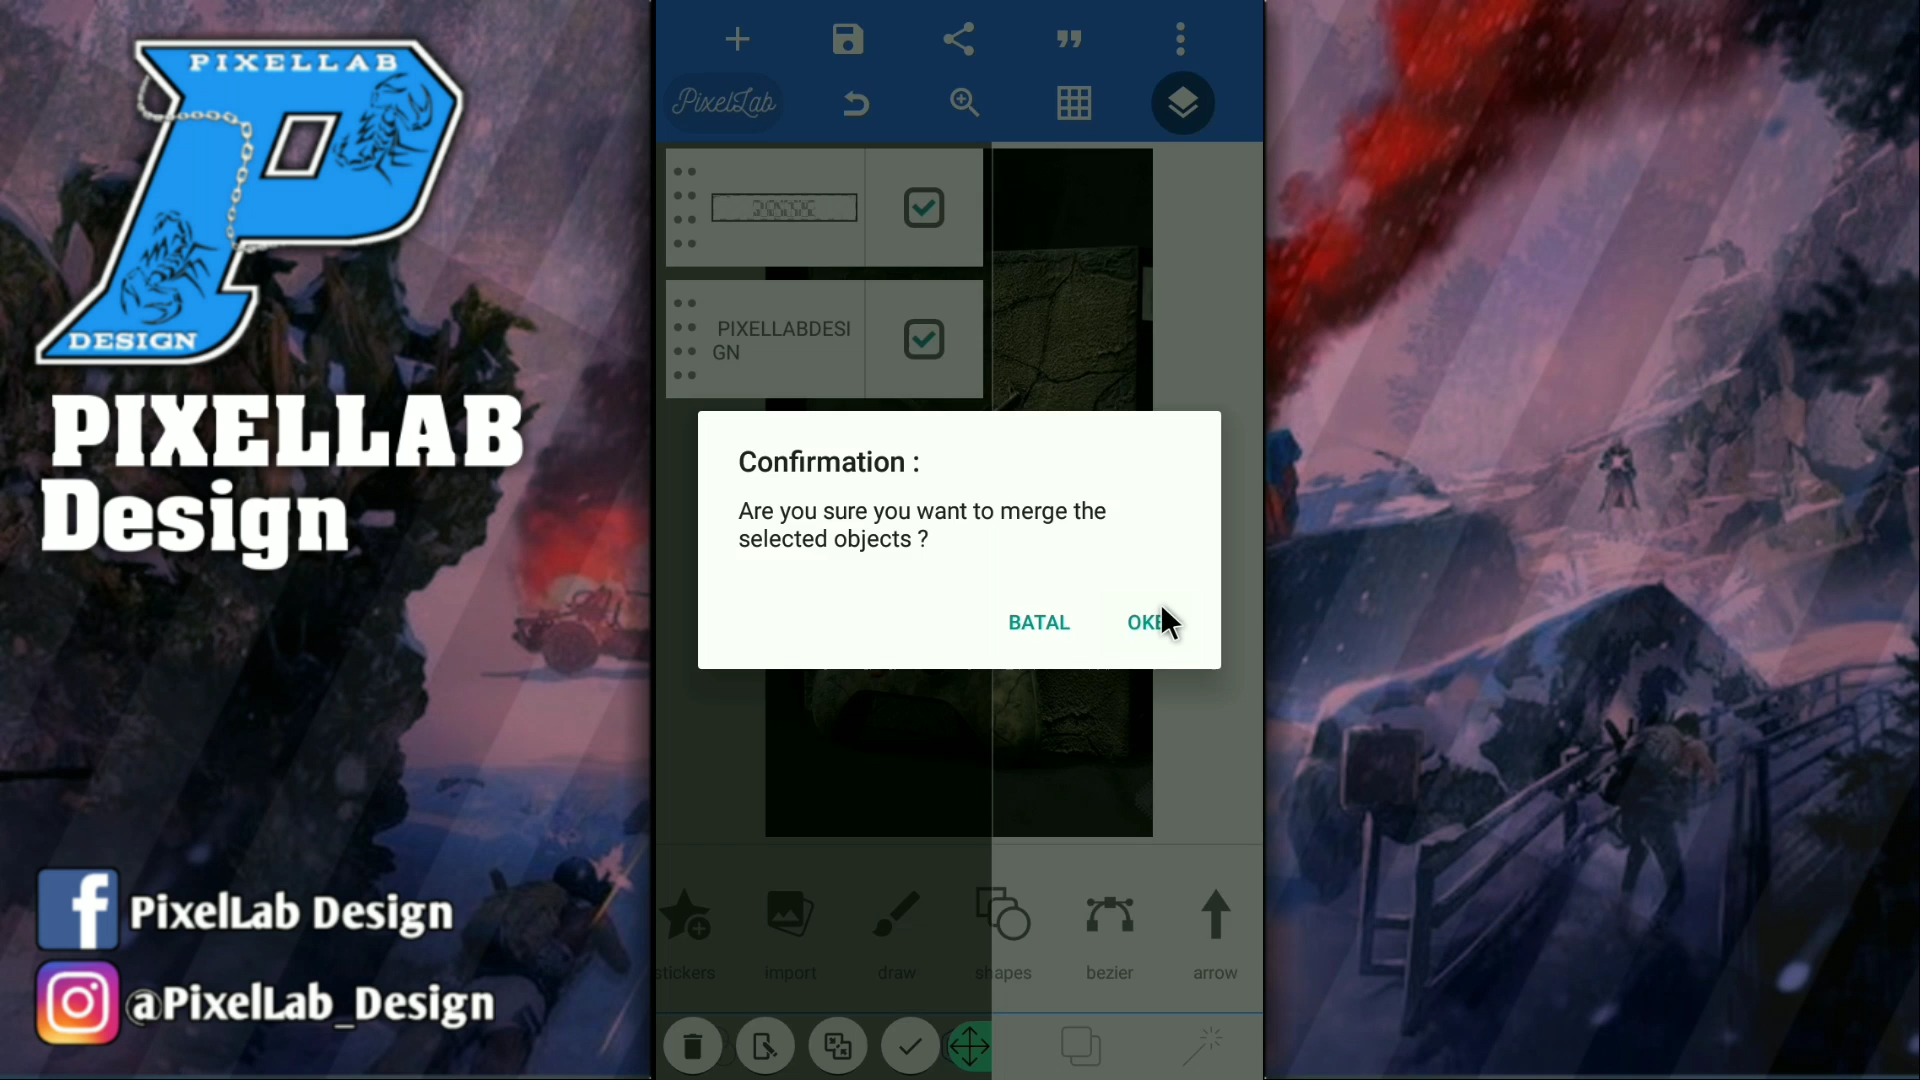 PIXELLAB
DESIGN
PIXELLAB
Design
PixelLab Design
@PixelLab_Design
PixelLab
PIXELLABDESI
GN
Confirmation :
Are you sure you want to merge the
selected objects ?
BATAL
OKE
stickers
import
draw
shapes
bezier
arrow